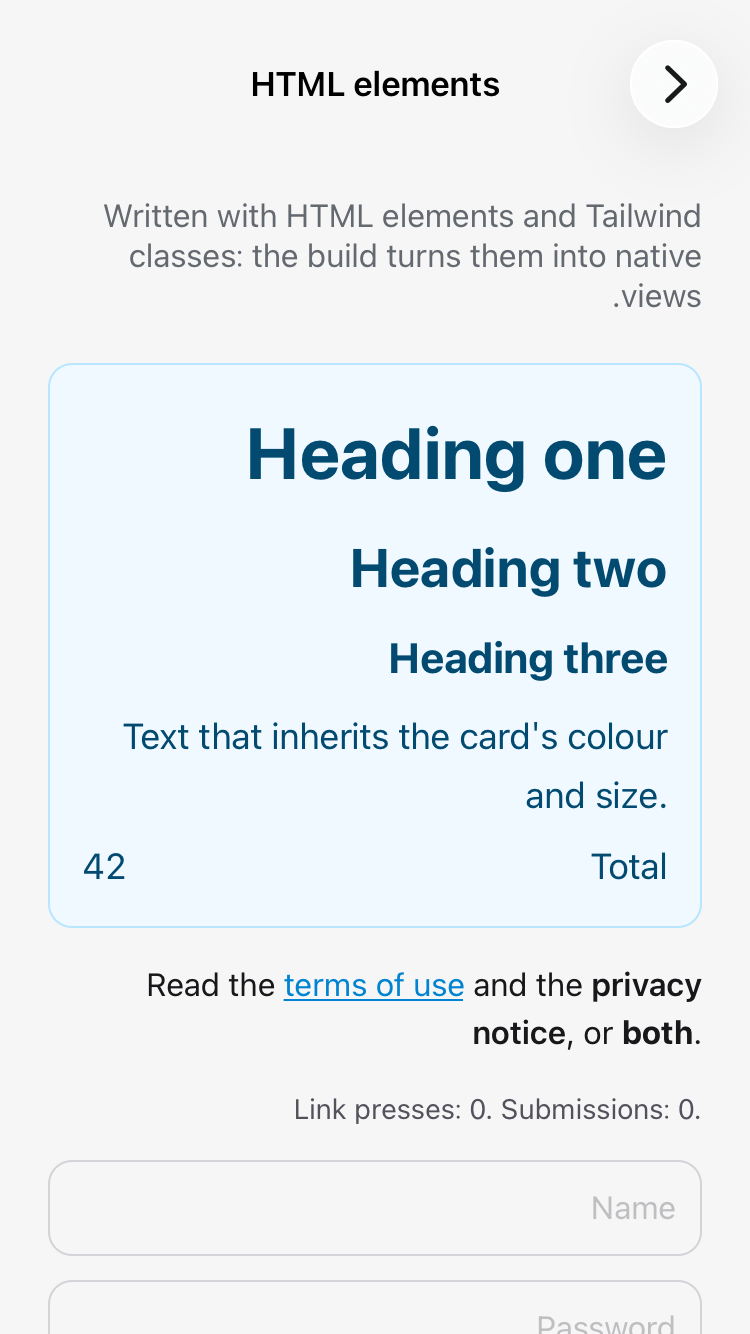 HTML elements
Written with HTML elements and Tailwind
classes: the build turns them into native
.views
Heading one
Heading two
Heading three
Text that inherits the card's colour
and size.
42 Total
Read the terms of use and the privacy
notice, or both.
Link presses: 0. Submissions: 0.
Name
Password